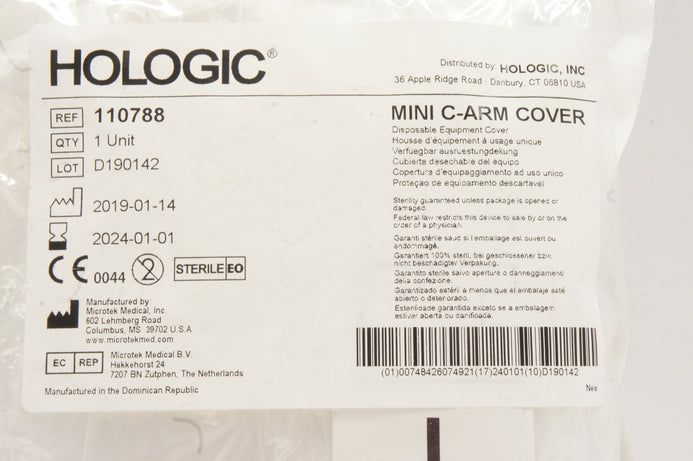 HOLOGIC®
Distributed by: HOLOGIC, INC
36 Apple Ridge Road · Danbury, CT 06810 USA
REF 110788
QTY 1 Unit
LOT D190142
2019-01-14
2024-01-01
CE 0044 2 STERILE EO
Manufactured by:
Microtek Medical, Inc.
602 Lehmberg Road
Columbus, MS 39702 U.S.A.
www.microtekmed.com
EC REP
Microtek Medical B.V.
Hekkehorst 24
7207 BN Zutphen, The Netherlands
Manufactured in the Dominican Republic
MINI C-ARM COVER
Disposable Equipment Cover
Housse d'équipement à usage unique
Verfuegbar ausruestungdekung
Cubierta desechable del equipo
Copertura d'equipaggiamento ad uso unico
Proteçao de equipamento descartavel
Sterility guaranteed unless package is opened or
damaged.
Federal law restricts this device to sale by or on the
order of a physician.
Garanti stérile sauf si l'emballage est ouvert ou
endommagé.
Garantiert 100% steril, bei geschlossener bzw.
nicht beschadigter Verpakung.
Garantito sterile salvo apertura o danneggiamenti
della confezione.
Garantizado estéril a menos que el embalaje esté
abierto o deteriorado.
Esterilidade garantida exceto se a embalagem
estiver aberta ou danificada.
(01)00748426074921(17)240101(10)D190142
Nes